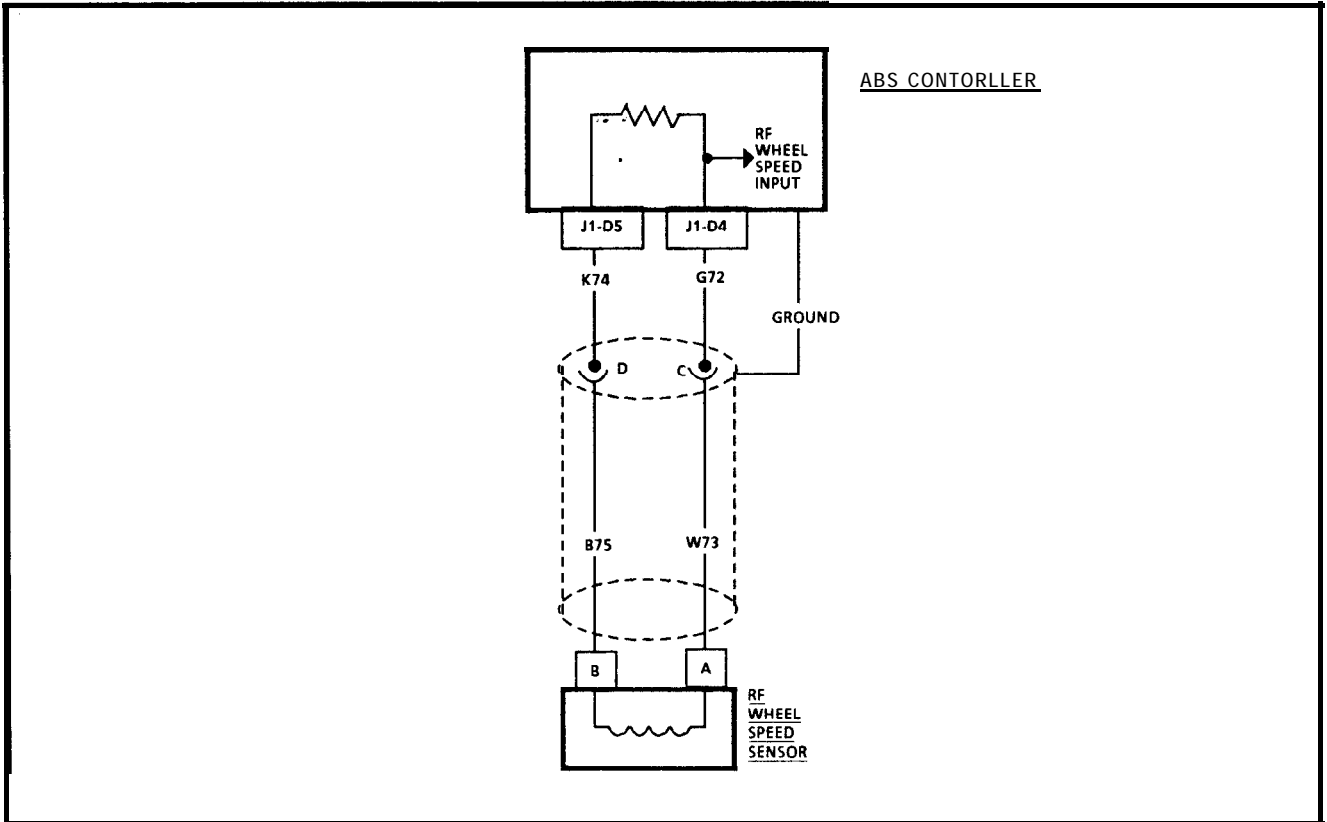 ABS CONTORLLER
RF
WHEEL
SPEED
INPUT
J1-D5
J1-D4
K74
G72
GROUND
D
C
B75
W73
B
A
RF
WHEEL
SPEED
SENSOR